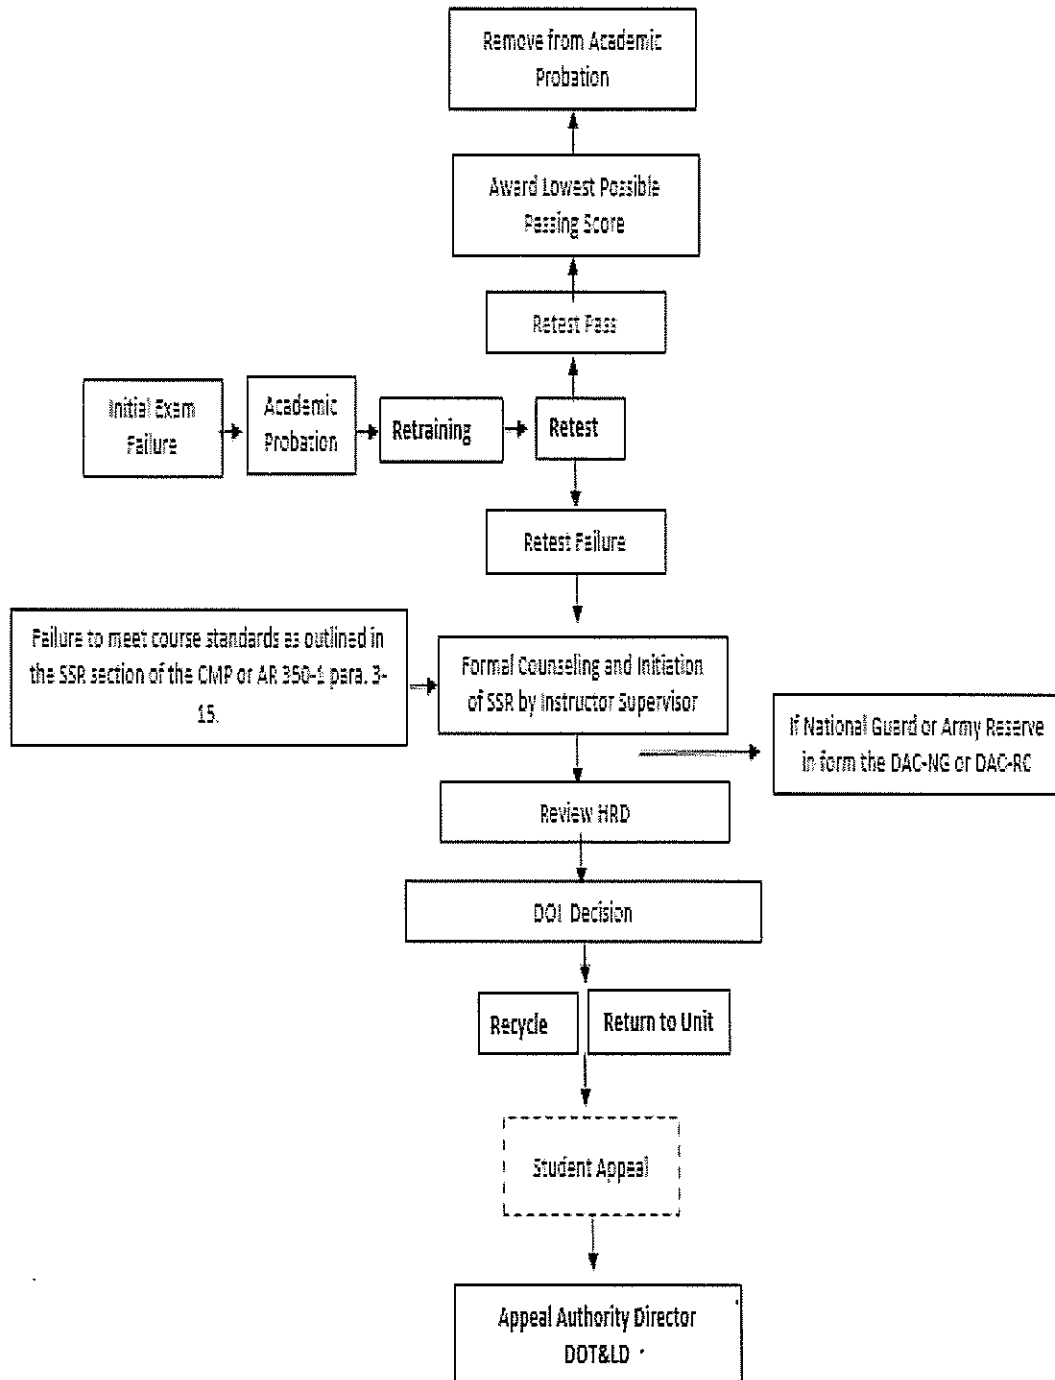 Remove from Academic
Probation
Award Lowest Possible
Passing Score
Retest Pass
Initial Exam
Failure
Academic
Probation
Retraining
Retest
Retest Failure
Failure to meet course standards as outlined in
the SSR section of the CMP or AR 350-1 para. 3-
15.
Formal Counseling and Initiation
of SSR by Instructor Supervisor
If National Guard or Army Reserve
in form the DAC-NG or DAC-RC
Review HRD
DOI Decision
Recycle
Return to Unit
Student Appeal
Appeal Authority Director
DOT&LD